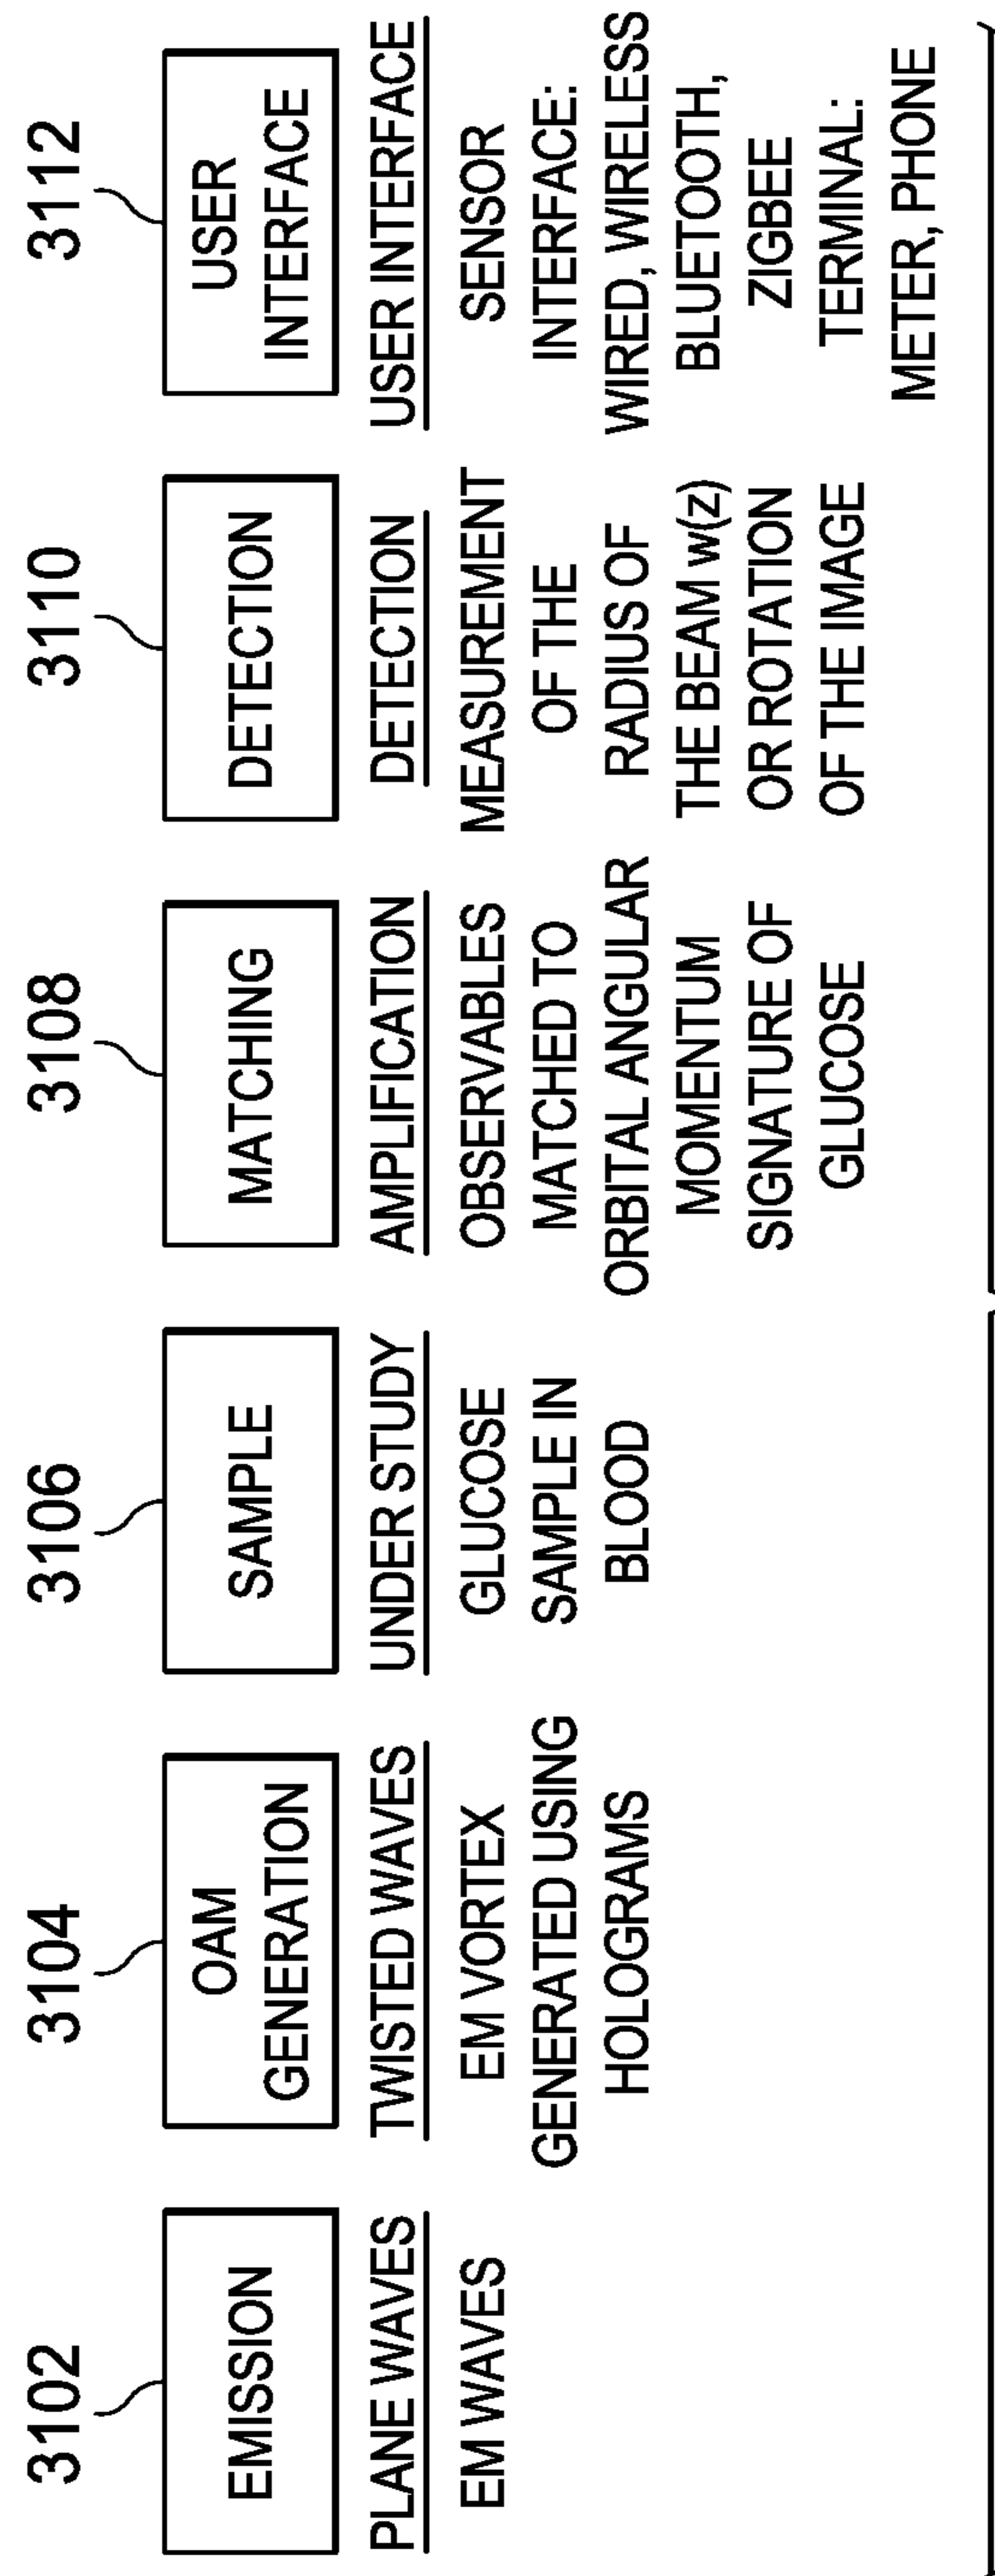 3102
EMISSION
PLANE WAVES
EM WAVES
3104
OAM
GENERATION
TWISTED WAVES
EM VORTEX
GENERATED USING
HOLOGRAMS
3106
SAMPLE
UNDER STUDY
GLUCOSE
SAMPLE IN
BLOOD
3108
MATCHING
AMPLIFICATION
OBSERVABLES
MATCHED TO
ORBITAL ANGULAR
MOMENTUM
SIGNATURE OF
GLUCOSE
3110
DETECTION
DETECTION
MEASUREMENT
OF THE
RADIUS OF
THE BEAM w(z)
OR ROTATION
OF THE IMAGE
3112
USER
INTERFACE
USER INTERFACE
SENSOR
INTERFACE:
WIRED, WIRELESS
BLUETOOTH,
ZIGBEE
TERMINAL:
METER, PHONE